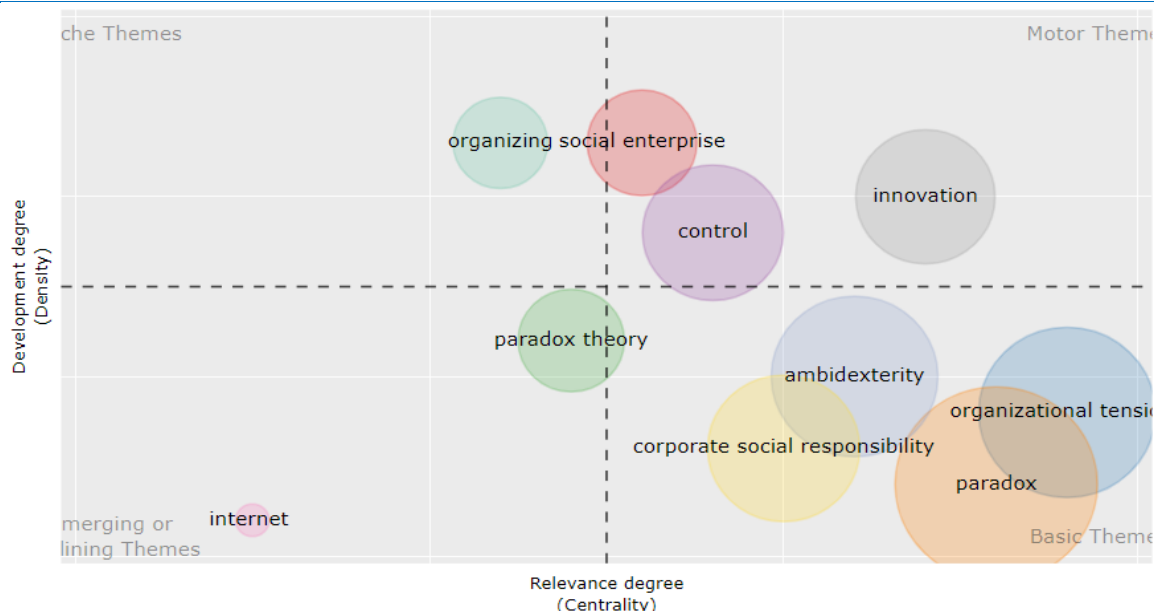 che Themes
Motor Theme
organizing social enterprise
innovation
control
Development degree
(Density)
paradox theory
ambidexterity
organizational tensic
corporate social responsibility
paradox
internet
merging or
lining Themes
Basic Theme
Relevance degree
(Centrality)